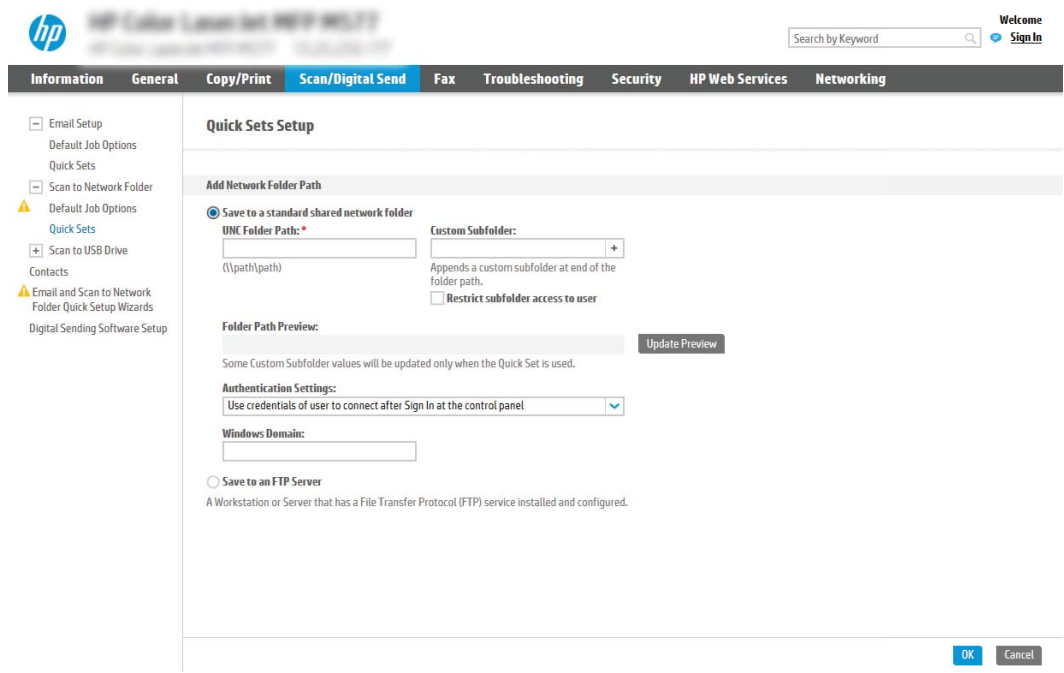 hp
HP Color LaserJet MFP M577
Welcome
Search by Keyword
Sign In
Information General Copy/Print Scan/Digital Send Fax Troubleshooting Security HP Web Services Networking
Email Setup
Default Job Options
Quick Sets
Scan to Network Folder
Default Job Options
Quick Sets
Scan to USB Drive
Contacts
Email and Scan to Network
Folder Quick Setup Wizards
Digital Sending Software Setup
Quick Sets Setup
Add Network Folder Path
Save to a standard shared network folder
UNC Folder Path: * Custom Subfolder:
+
(\\path\path) Appends a custom subfolder at end of the
folder path.
Restrict subfolder access to user
Folder Path Preview:
Update Preview
Some Custom Subfolder values will be updated only when the Quick Set is used.
Authentication Settings:
Use credentials of user to connect after Sign In at the control panel
Windows Domain:
Save to an FTP Server
A Workstation or Server that has a File Transfer Protocol (FTP) service installed and configured.
OK Cancel